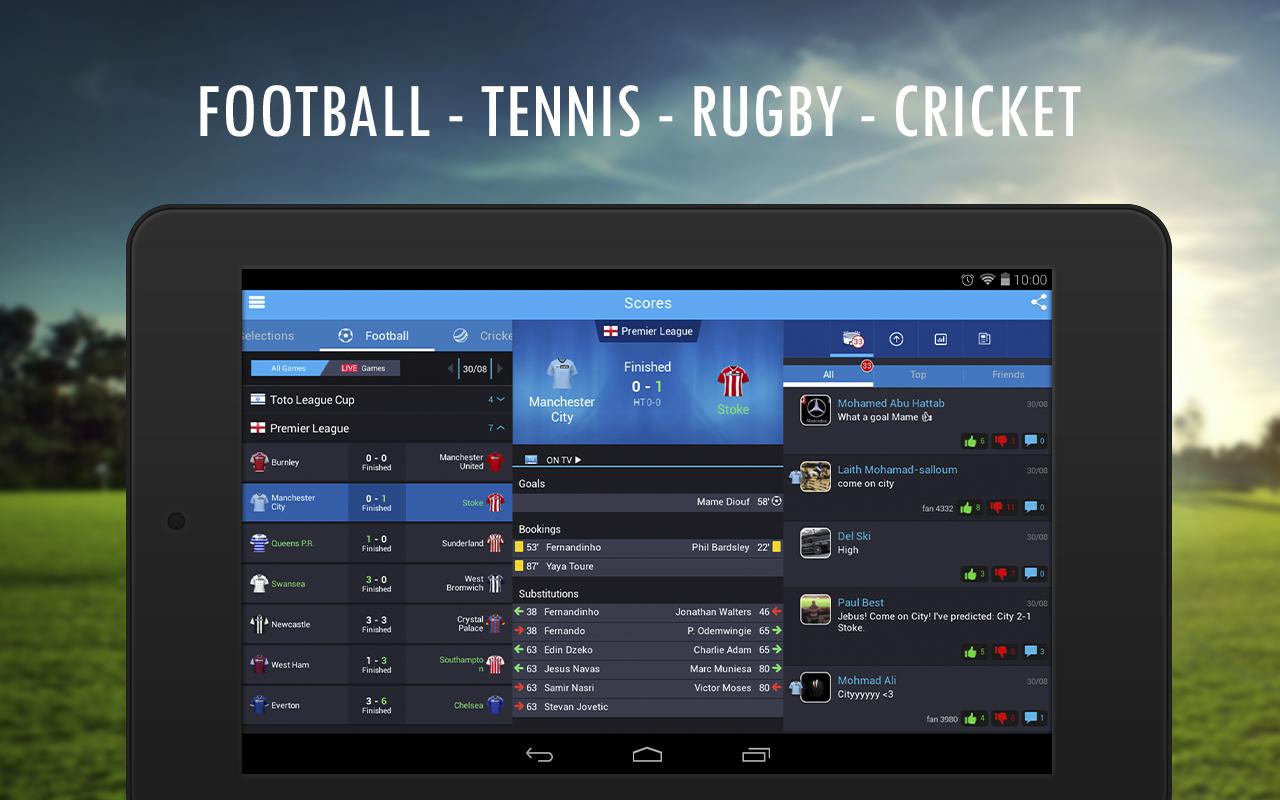 FOOTBALL - TENNIS - RUGBY - CRICKET
10:00
Scores
elections
Football
Cricke
All Games
LIVE Games
30/08
Toto League Cup 4
Premier League 7
Burnley 0 - 0 Finished Manchester United
Manchester City 0 - 1 Finished Stoke
Queens P.R. 1 - 0 Finished Sunderland
Swansea 3 - 0 Finished West Bromwich
Newcastle 3 - 3 Finished Crystal Palace
West Ham 1 - 3 Finished Southampto
n
Everton 3 - 6 Finished Chelsea
Premier League
Finished
0 - 1
HT 0-0
Manchester
City
Stoke
TV ON TV
Goals
Mame Diouf 58'
Bookings
53' Fernandinho Phil Bardsley 22'
87' Yaya Toure
Substitutions
38 Fernandinho Jonathan Walters 46
38 Fernando P. Odemwingie 65
63 Edin Dzeko Charlie Adam 65
63 Jesus Navas Marc Muniesa 80
63 Samir Nasri Victor Moses 80
63 Stevan Jovetic
33
All 33 Top Friends
Mohamed Abu Hattab 30/08
What a goal Mame
6 3 0
Laith Mohamad-salloum 30/08
come on city
fan 4332 8 11 0
Del Ski 30/08
High
3 7 0
Paul Best 30/08
Jebus! Come on City! I've predicted: City 2-1
Stoke.
5 8 3
Mohmad Ali 30/08
Cityyyyyy <3
fan 3980 4 6 1